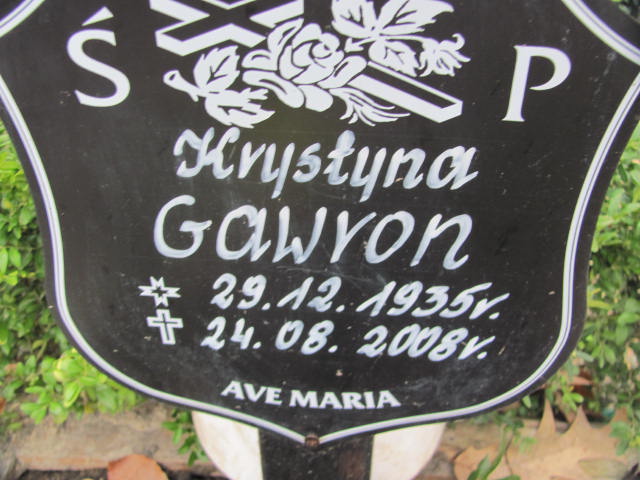 Ś P
Krystyna
Gawron
29.12.1935r.
24.08.2008r.
AVE MARIA